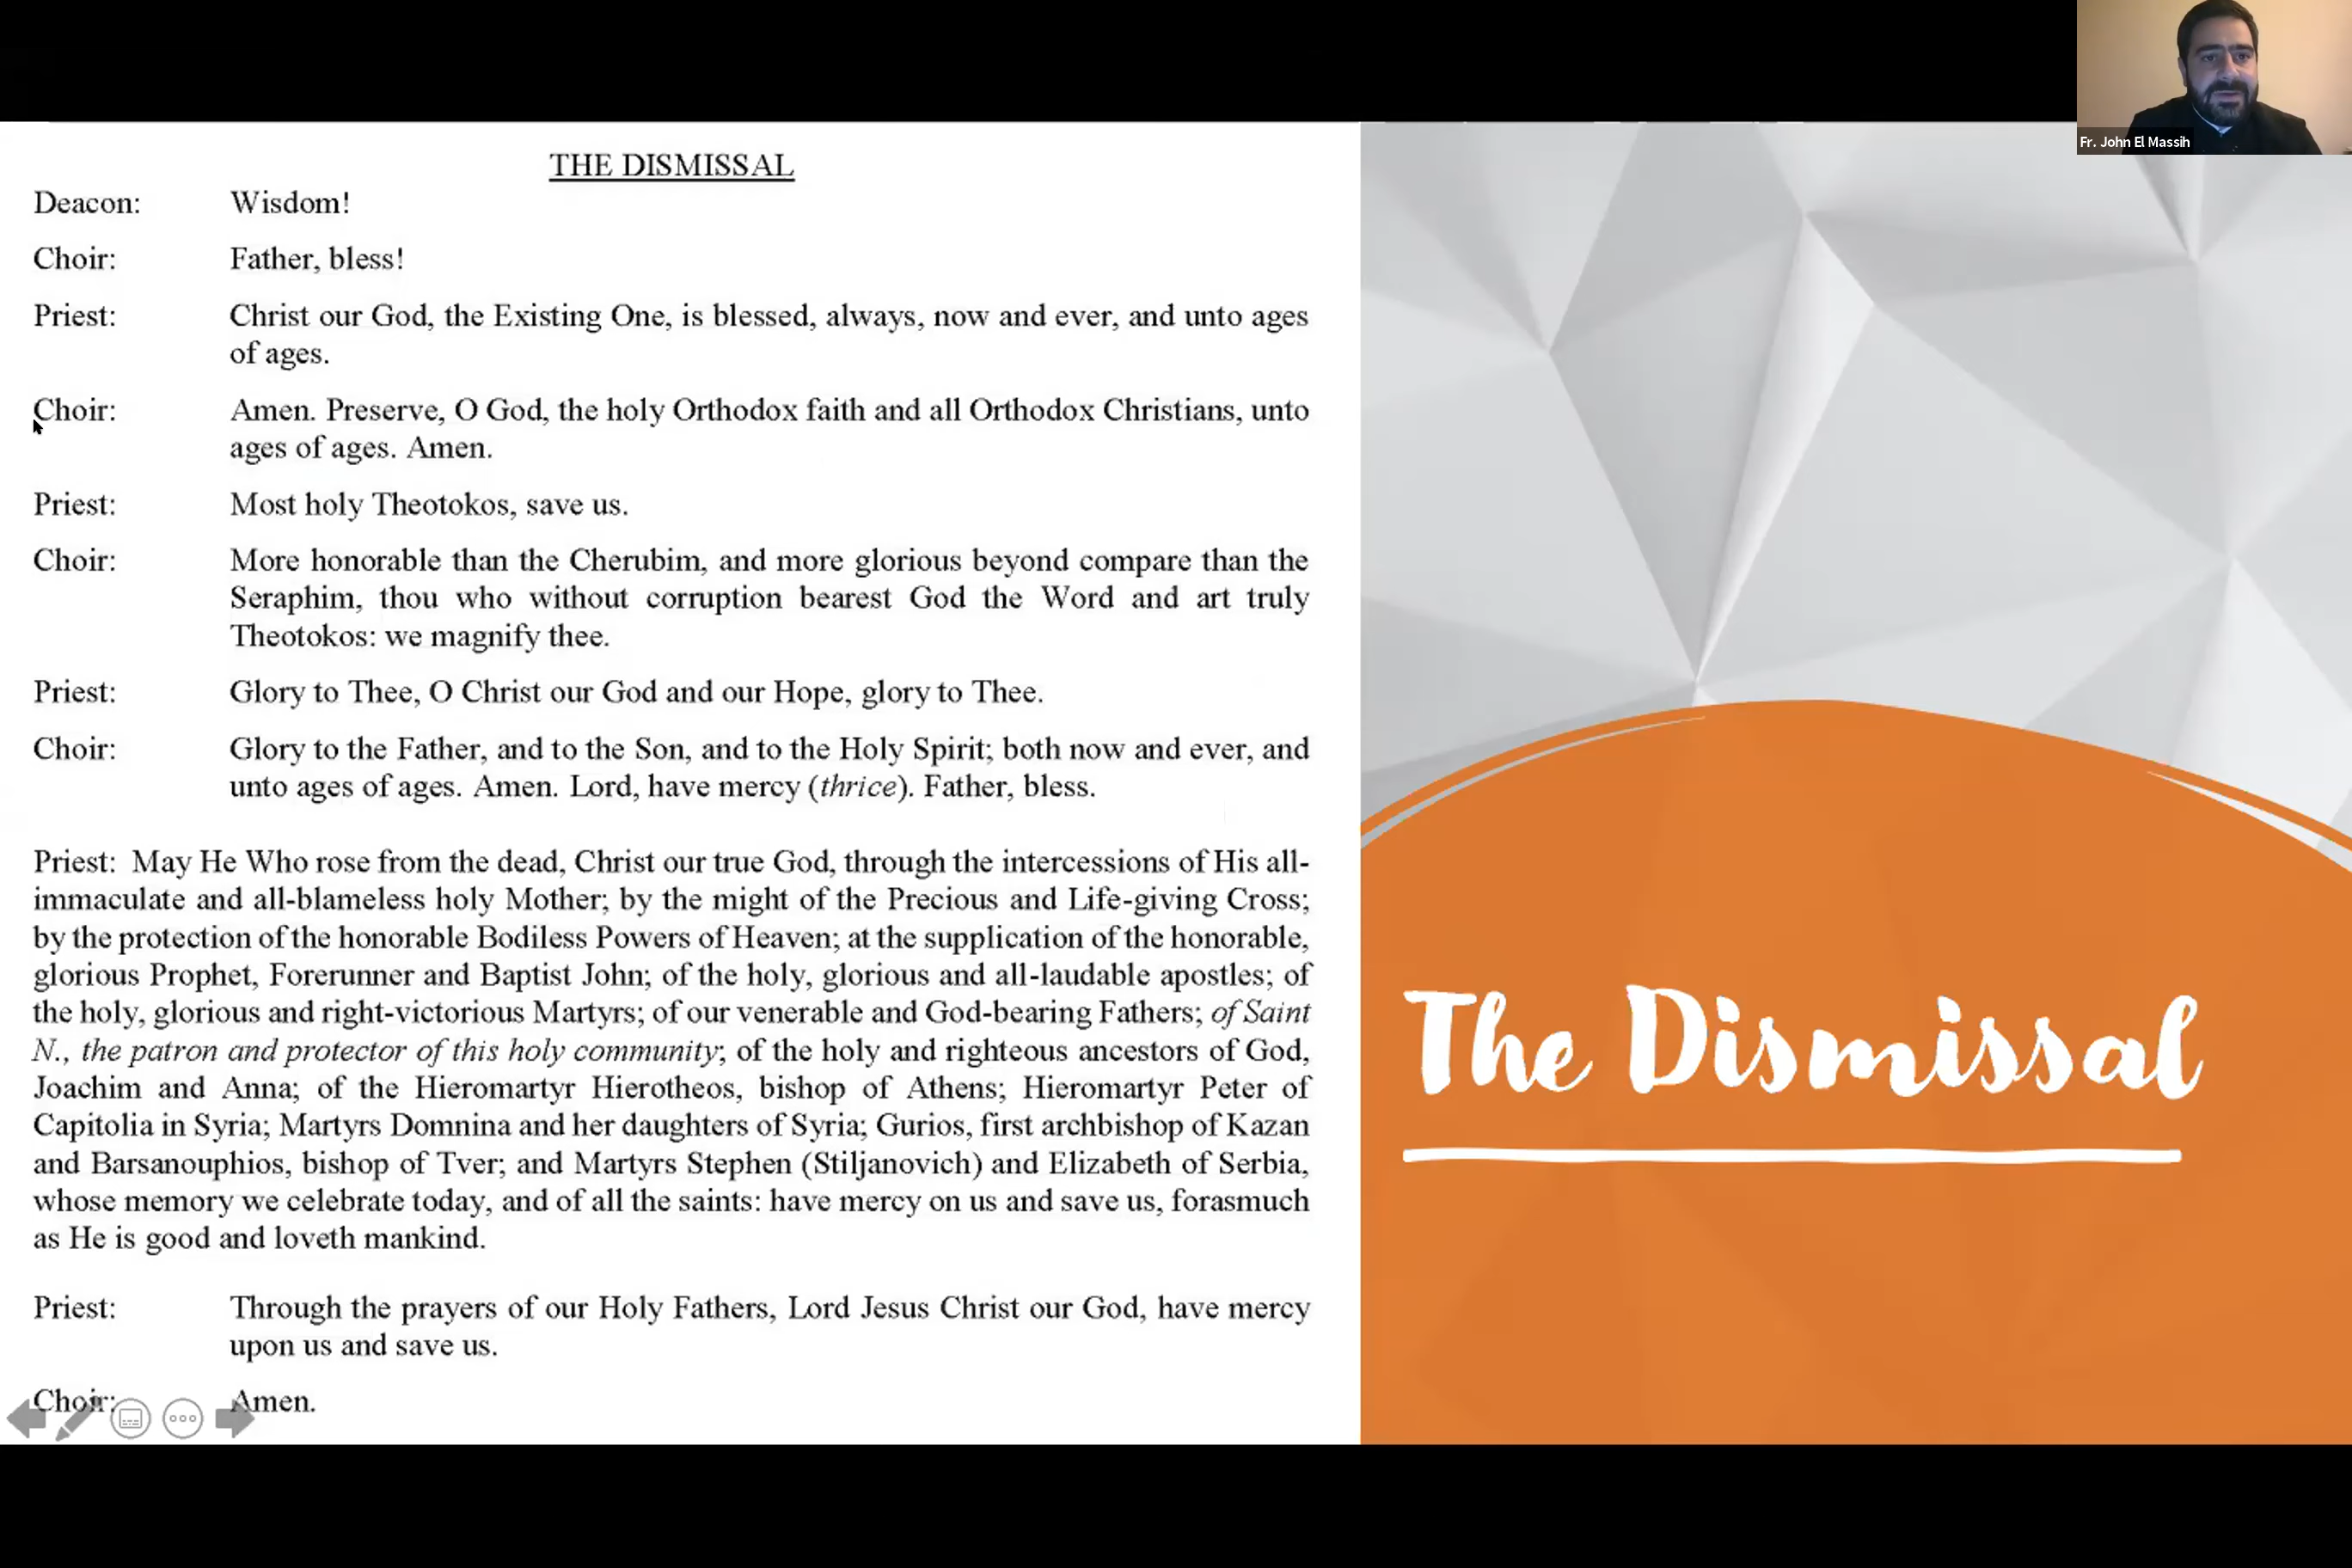 Fr. John El Massih
THE DISMISSAL
Deacon: Wisdom!
Choir: Father, bless!
Priest: Christ our God, the Existing One, is blessed, always, now and ever, and unto ages
of ages.
Choir: Amen. Preserve, O God, the holy Orthodox faith and all Orthodox Christians, unto
ages of ages. Amen.
Priest: Most holy Theotokos, save us.
Choir: More honorable than the Cherubim, and more glorious beyond compare than the
Seraphim, thou who without corruption bearest God the Word and art truly
Theotokos: we magnify thee.
Priest: Glory to Thee, O Christ our God and our Hope, glory to Thee.
Choir: Glory to the Father, and to the Son, and to the Holy Spirit; both now and ever, and
unto ages of ages. Amen. Lord, have mercy (thrice). Father, bless.
Priest: May He Who rose from the dead, Christ our true God, through the intercessions of His all-
immaculate and all-blameless holy Mother; by the might of the Precious and Life-giving Cross;
by the protection of the honorable Bodiless Powers of Heaven; at the supplication of the honorable,
glorious Prophet, Forerunner and Baptist John; of the holy, glorious and all-laudable apostles; of
the holy, glorious and right-victorious Martyrs; of our venerable and God-bearing Fathers; of Saint
N., the patron and protector of this holy community; of the holy and righteous ancestors of God,
Joachim and Anna; of the Hieromartyr Hierotheos, bishop of Athens; Hieromartyr Peter of
Capitolia in Syria; Martyrs Domnina and her daughters of Syria; Gurios, first archbishop of Kazan
and Barsanouphios, bishop of Tver; and Martyrs Stephen (Stiljanovich) and Elizabeth of Serbia,
whose memory we celebrate today, and of all the saints: have mercy on us and save us, forasmuch
as He is good and loveth mankind.
Priest: Through the prayers of our Holy Fathers, Lord Jesus Christ our God, have mercy
upon us and save us.
Choir: Amen.
The Dismissal